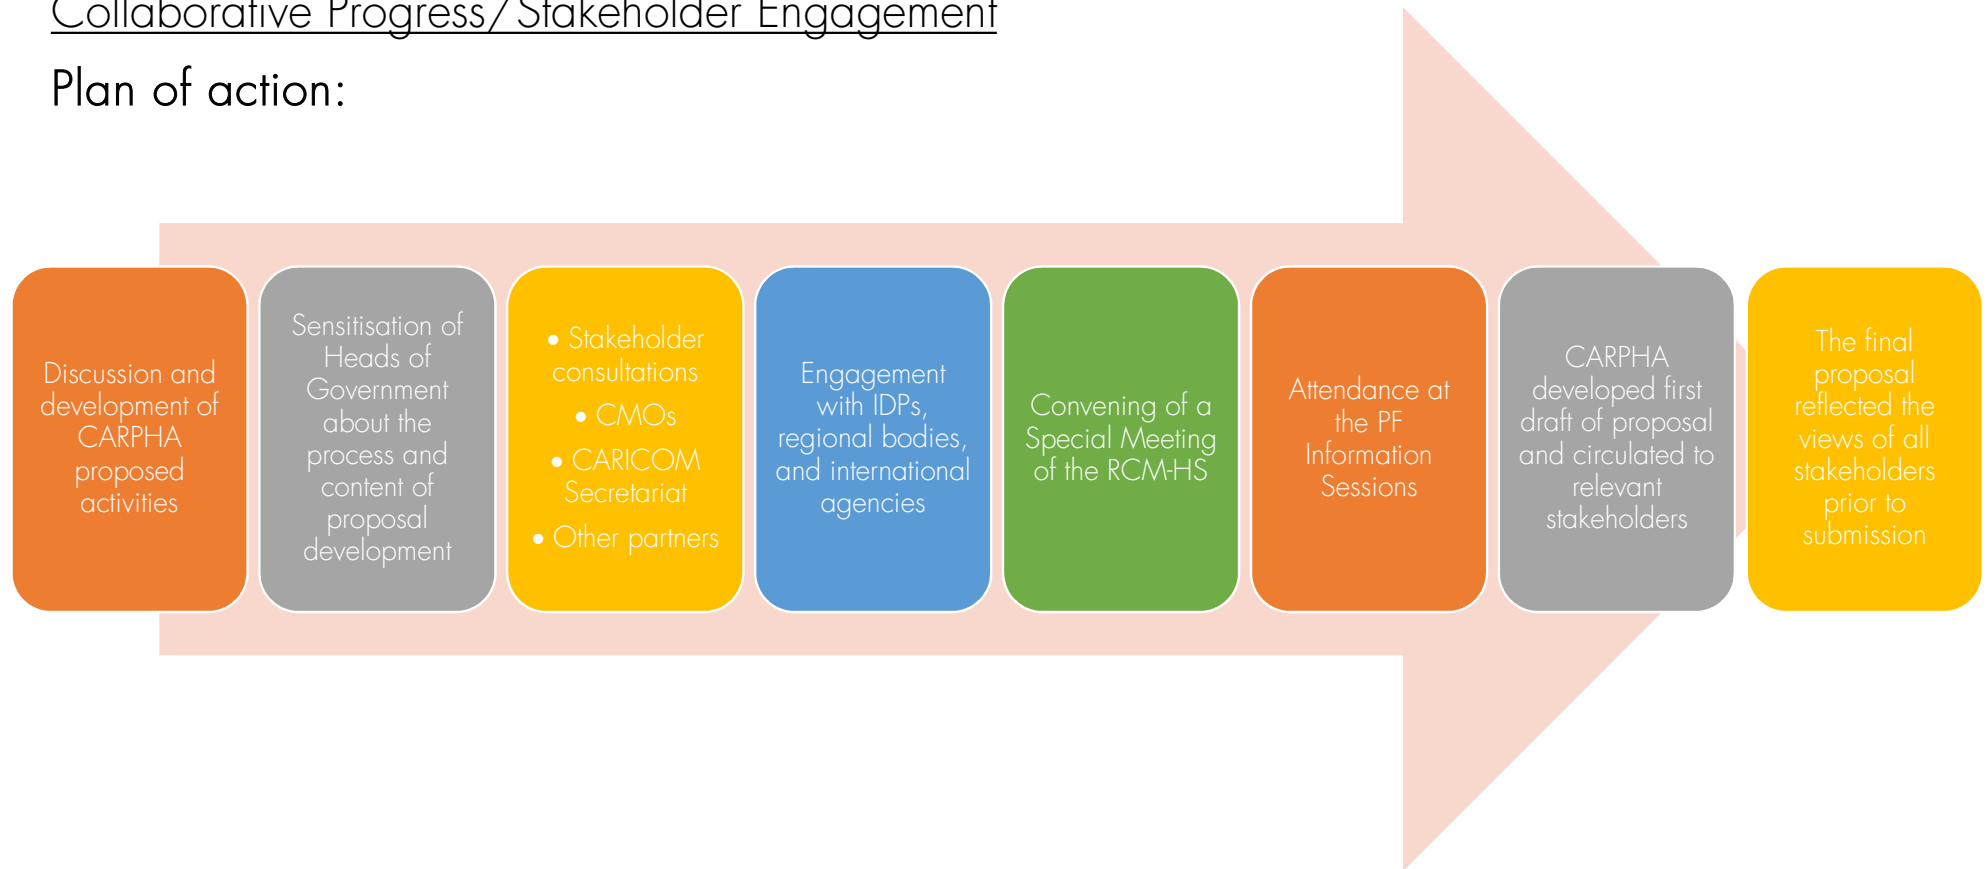 Collaborative Progress/Stakeholder Engagement
Plan of action:
Discussion and
development of
CARPHA
proposed
activities
Sensitisation of
Heads of
Government
about the
process and
content of
proposal
development
• Stakeholder
consultations
• CMOs
• CARICOM
Secretariat
• Other partners
Engagement
with IDPs,
regional bodies,
and international
agencies
Convening of a
Special Meeting
of the RCM-HS
Attendance at
the PF
Information
Sessions
CARPHA
developed first
draft of proposal
and circulated to
relevant
stakeholders
The final
proposal
reflected the
views of all
stakeholders
prior to
submission